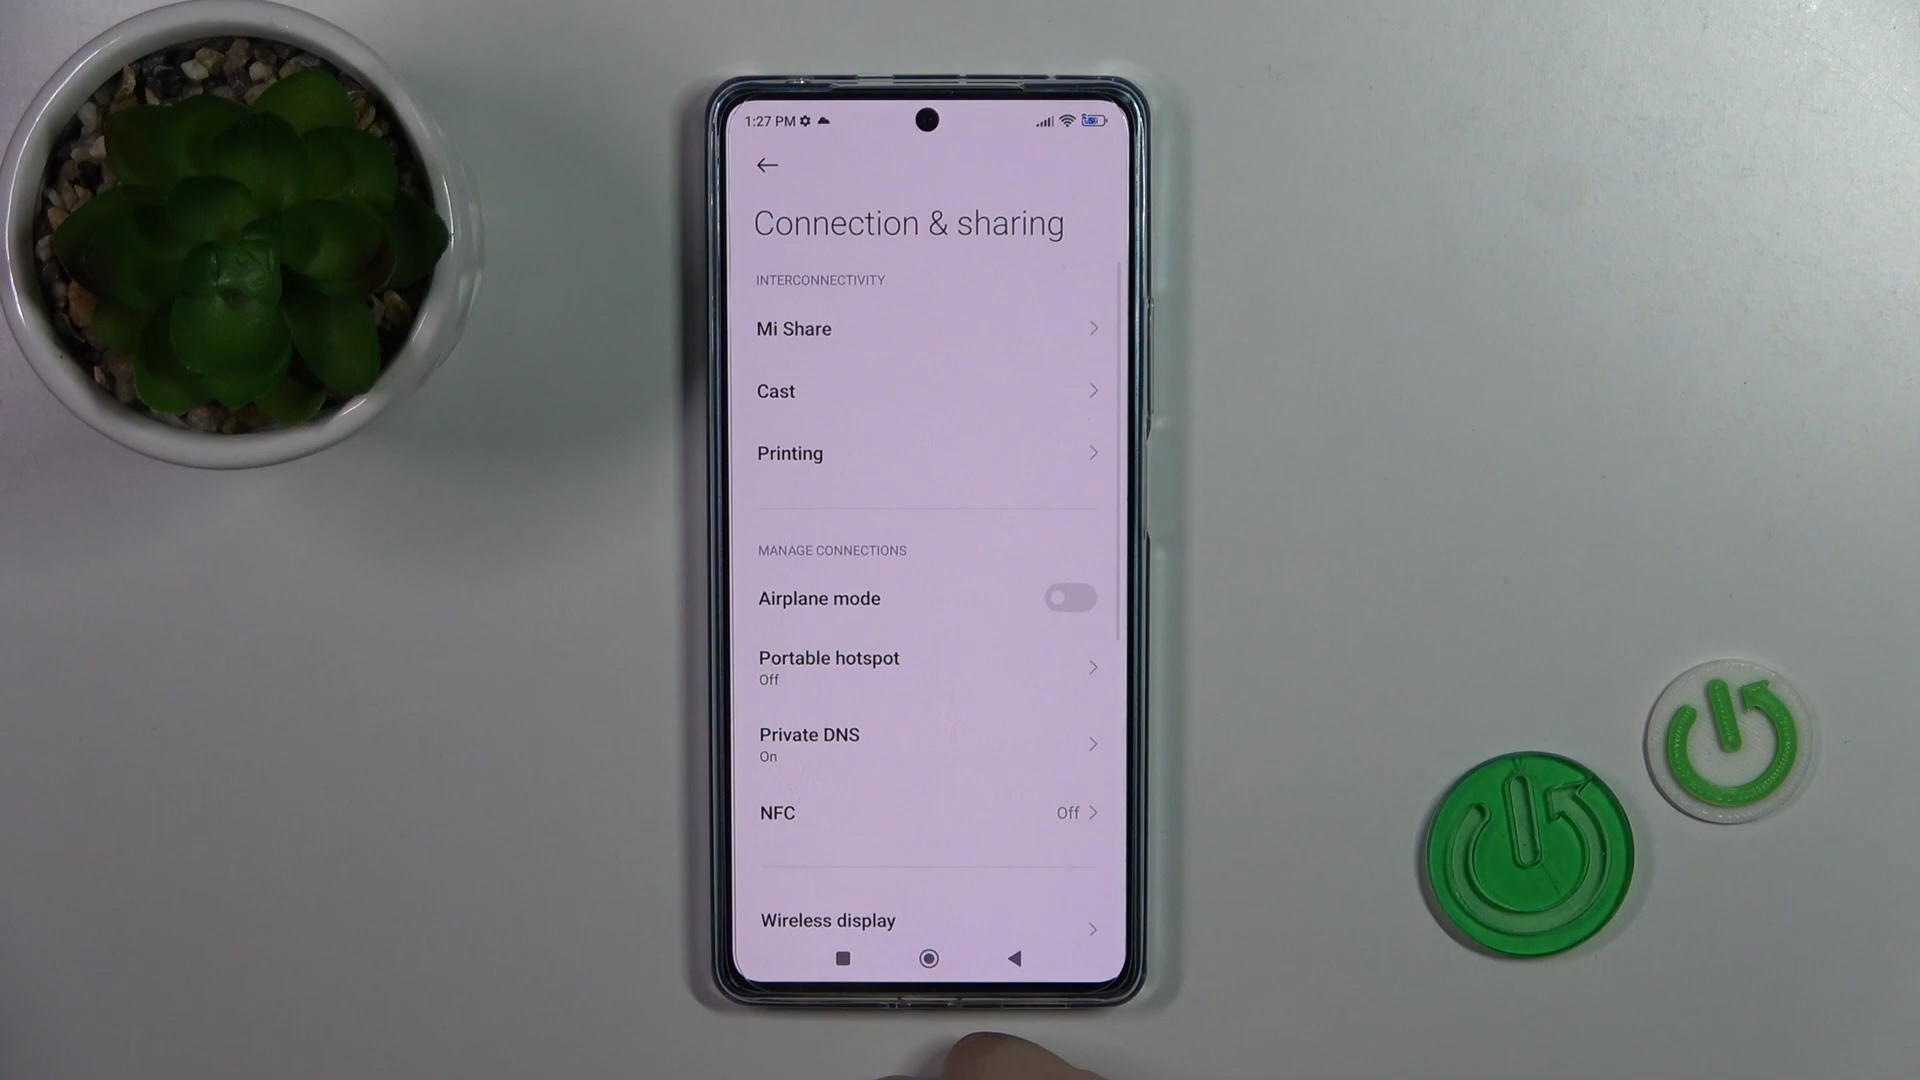 1:27 PM
Connection & sharing
INTERCONNECTIVITY
Mi Share
Cast
Printing
MANAGE CONNECTIONS
Airplane mode
Portable hotspot
Off
Private DNS
On
NFC
Off
Wireless display